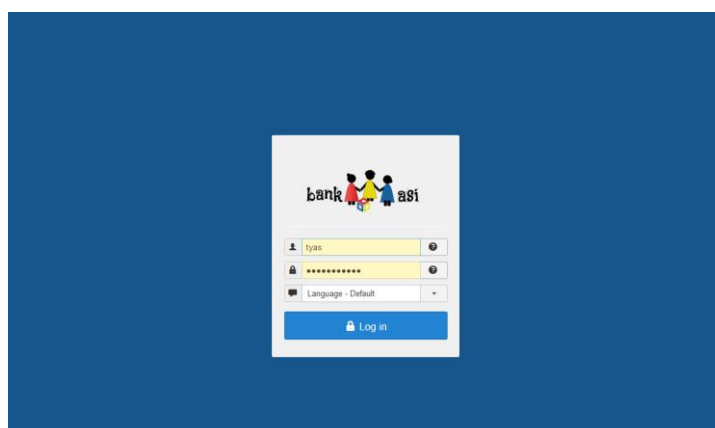 bank asi
tyas
•••••••••••
Language - Default
Log in